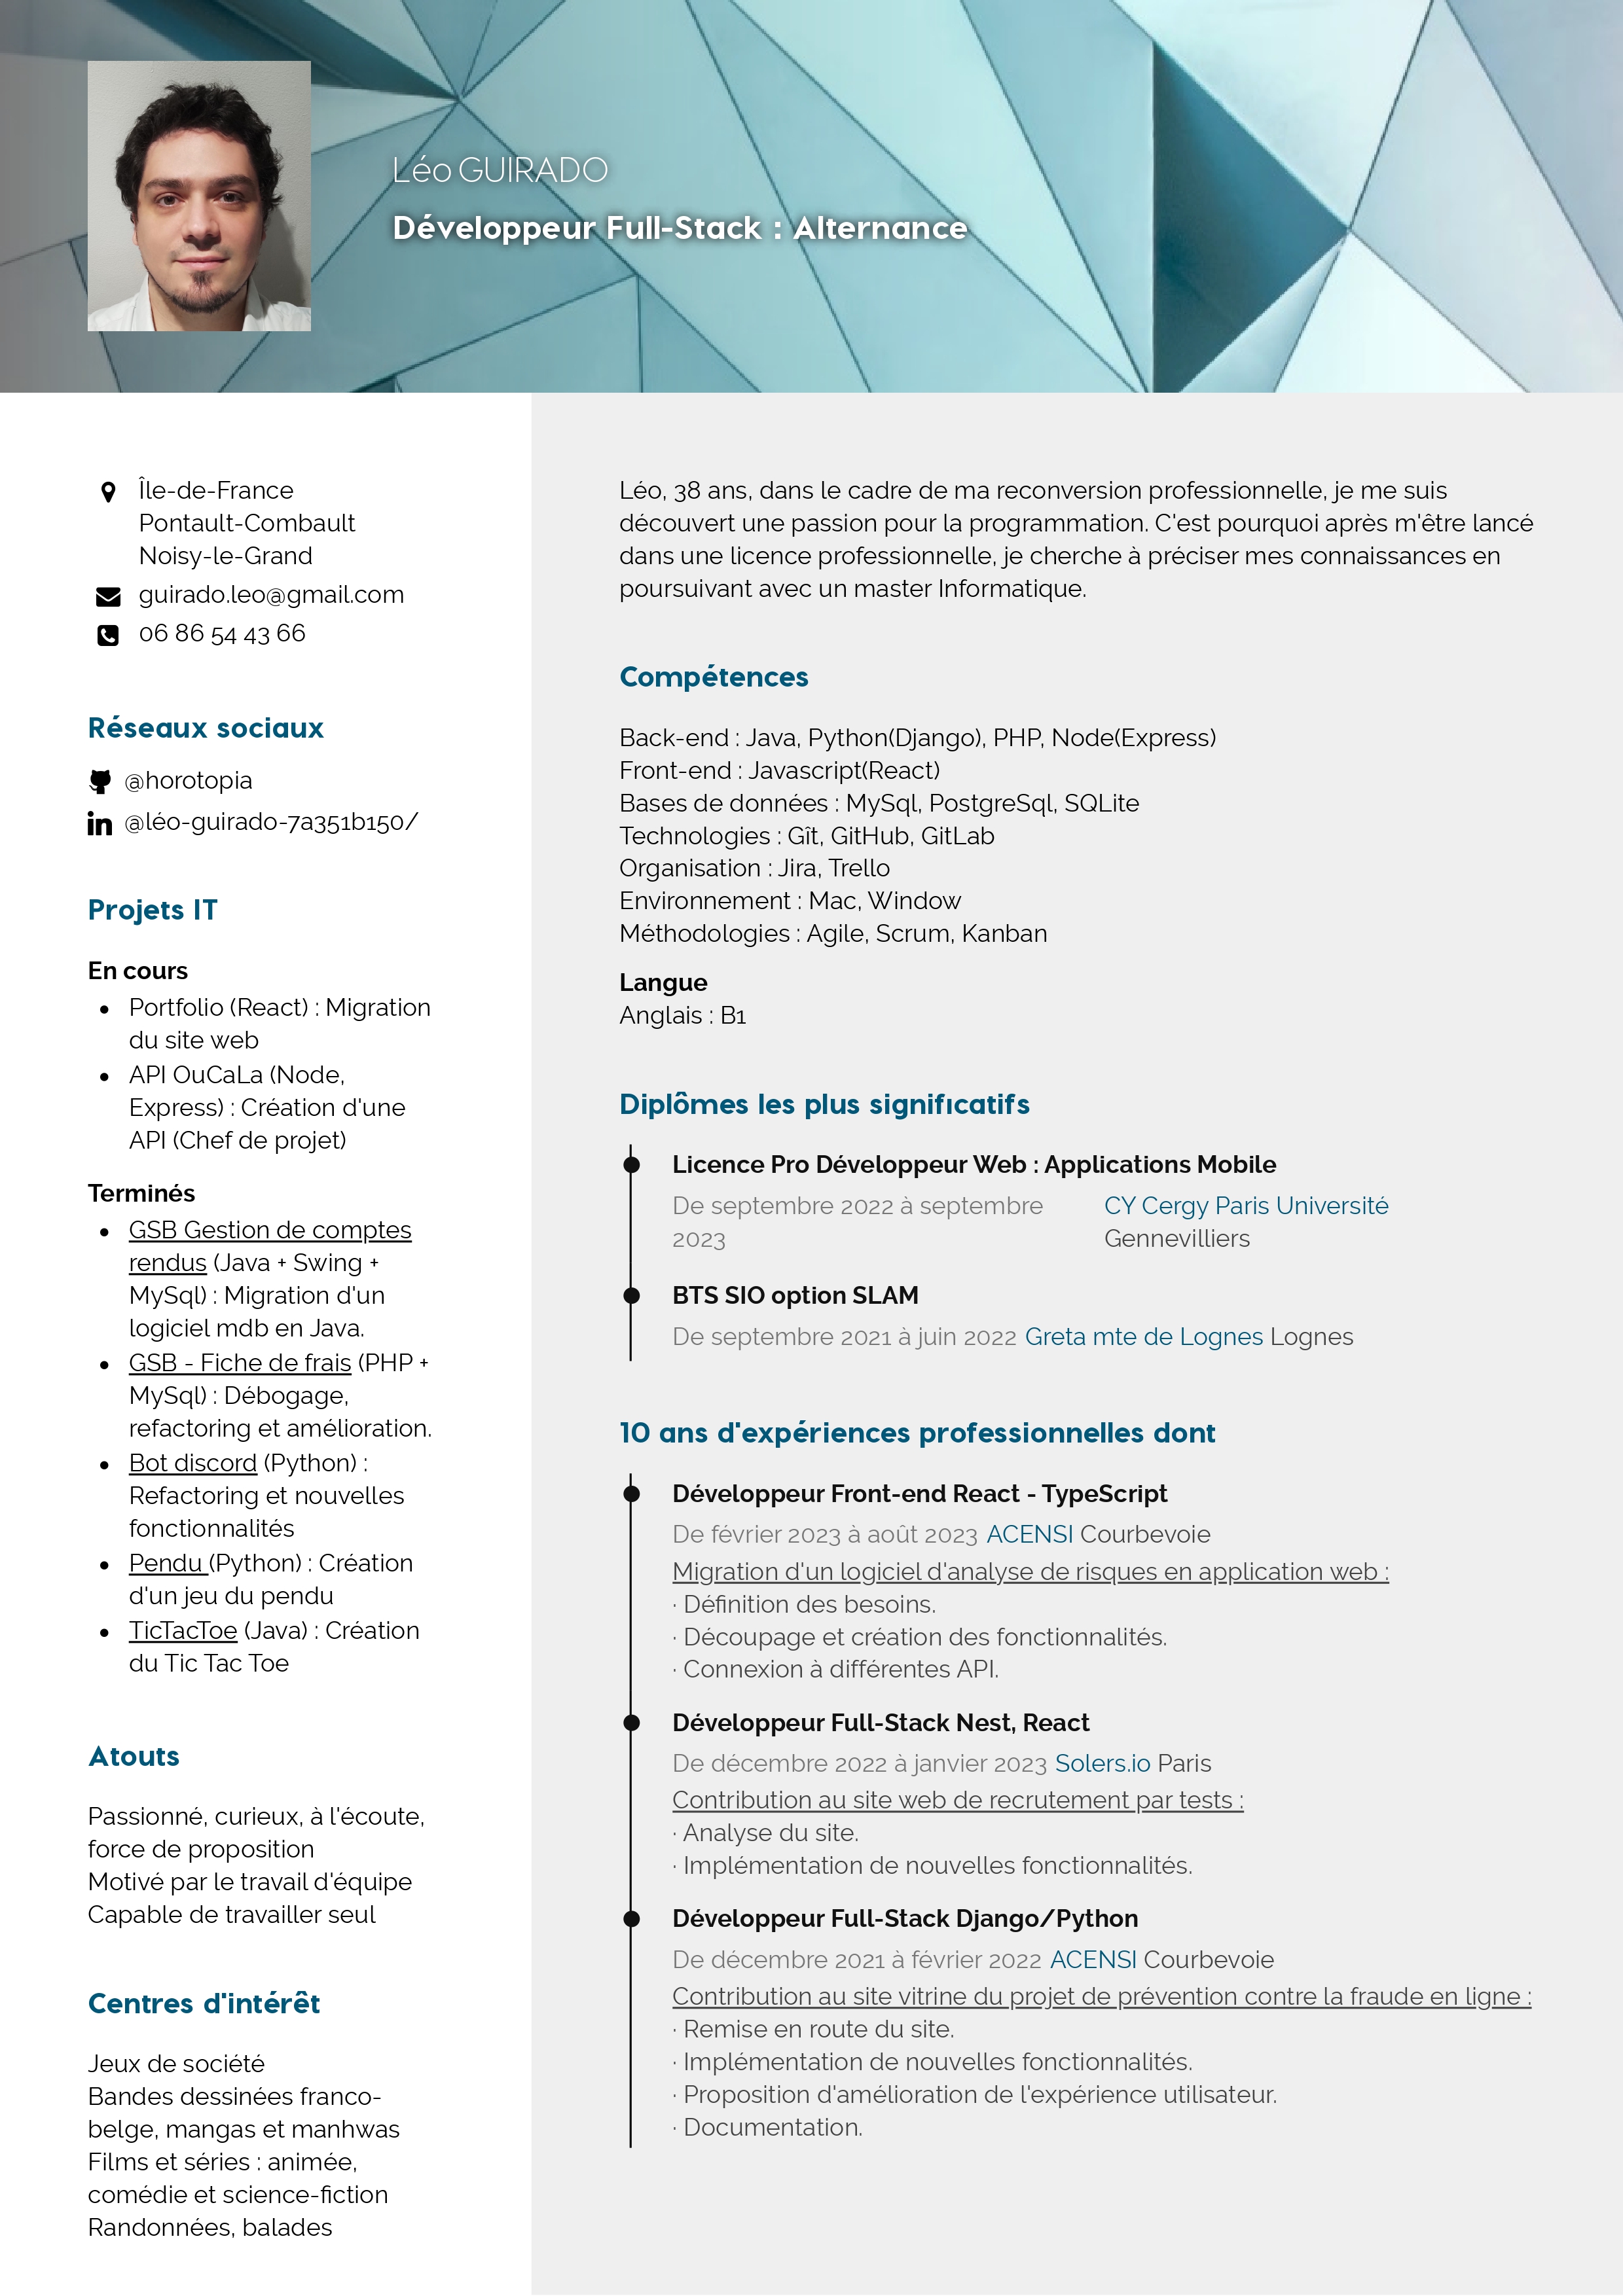 Léo GUIRADO
Développeur Full-Stack : Alternance
Île-de-France
Pontault-Combault
Noisy-le-Grand
guirado.leo@gmail.com
06 86 54 43 66
Réseaux sociaux
@horotopia
@léo-guirado-7a351b150/
Projets IT
En cours
• Portfolio (React) : Migration
du site web
• API OuCaLa (Node,
Express) : Création d'une
API (Chef de projet)
Terminés
• GSB Gestion de comptes
rendus (Java + Swing +
MySql) : Migration d'un
logiciel mdb en Java.
• GSB - Fiche de frais (PHP +
MySql) : Débogage,
refactoring et amélioration.
• Bot discord (Python) :
Refactoring et nouvelles
fonctionnalités
• Pendu (Python) : Création
d'un jeu du pendu
• TicTacToe (Java) : Création
du Tic Tac Toe
Atouts
Passionné, curieux, à l'écoute,
force de proposition
Motivé par le travail d'équipe
Capable de travailler seul
Centres d'intérêt
Jeux de société
Bandes dessinées franco-
belge, mangas et manhwas
Films et séries : animée,
comédie et science-fiction
Randonnées, balades
Léo, 38 ans, dans le cadre de ma reconversion professionnelle, je me suis
découvert une passion pour la programmation. C'est pourquoi après m'être lancé
dans une licence professionnelle, je cherche à préciser mes connaissances en
poursuivant avec un master Informatique.
Compétences
Back-end : Java, Python(Django), PHP, Node(Express)
Front-end : Javascript(React)
Bases de données : MySql, PostgreSql, SQLite
Technologies : Gît, GitHub, GitLab
Organisation : Jira, Trello
Environnement : Mac, Window
Méthodologies : Agile, Scrum, Kanban
Langue
Anglais : B1
Diplômes les plus significatifs
Licence Pro Développeur Web : Applications Mobile
De septembre 2022 à septembre
2023
CY Cergy Paris Université
Gennevilliers
BTS SIO option SLAM
De septembre 2021 à juin 2022 Greta mte de Lognes Lognes
10 ans d'expériences professionnelles dont
Développeur Front-end React - TypeScript
De février 2023 à août 2023 ACENSI Courbevoie
Migration d'un logiciel d'analyse de risques en application web :
· Définition des besoins.
· Découpage et création des fonctionnalités.
· Connexion à différentes API.
Développeur Full-Stack Nest, React
De décembre 2022 à janvier 2023 Solers.io Paris
Contribution au site web de recrutement par tests :
· Analyse du site.
· Implémentation de nouvelles fonctionnalités.
Développeur Full-Stack Django/Python
De décembre 2021 à février 2022 ACENSI Courbevoie
Contribution au site vitrine du projet de prévention contre la fraude en ligne :
· Remise en route du site.
· Implémentation de nouvelles fonctionnalités.
· Proposition d'amélioration de l'expérience utilisateur.
· Documentation.